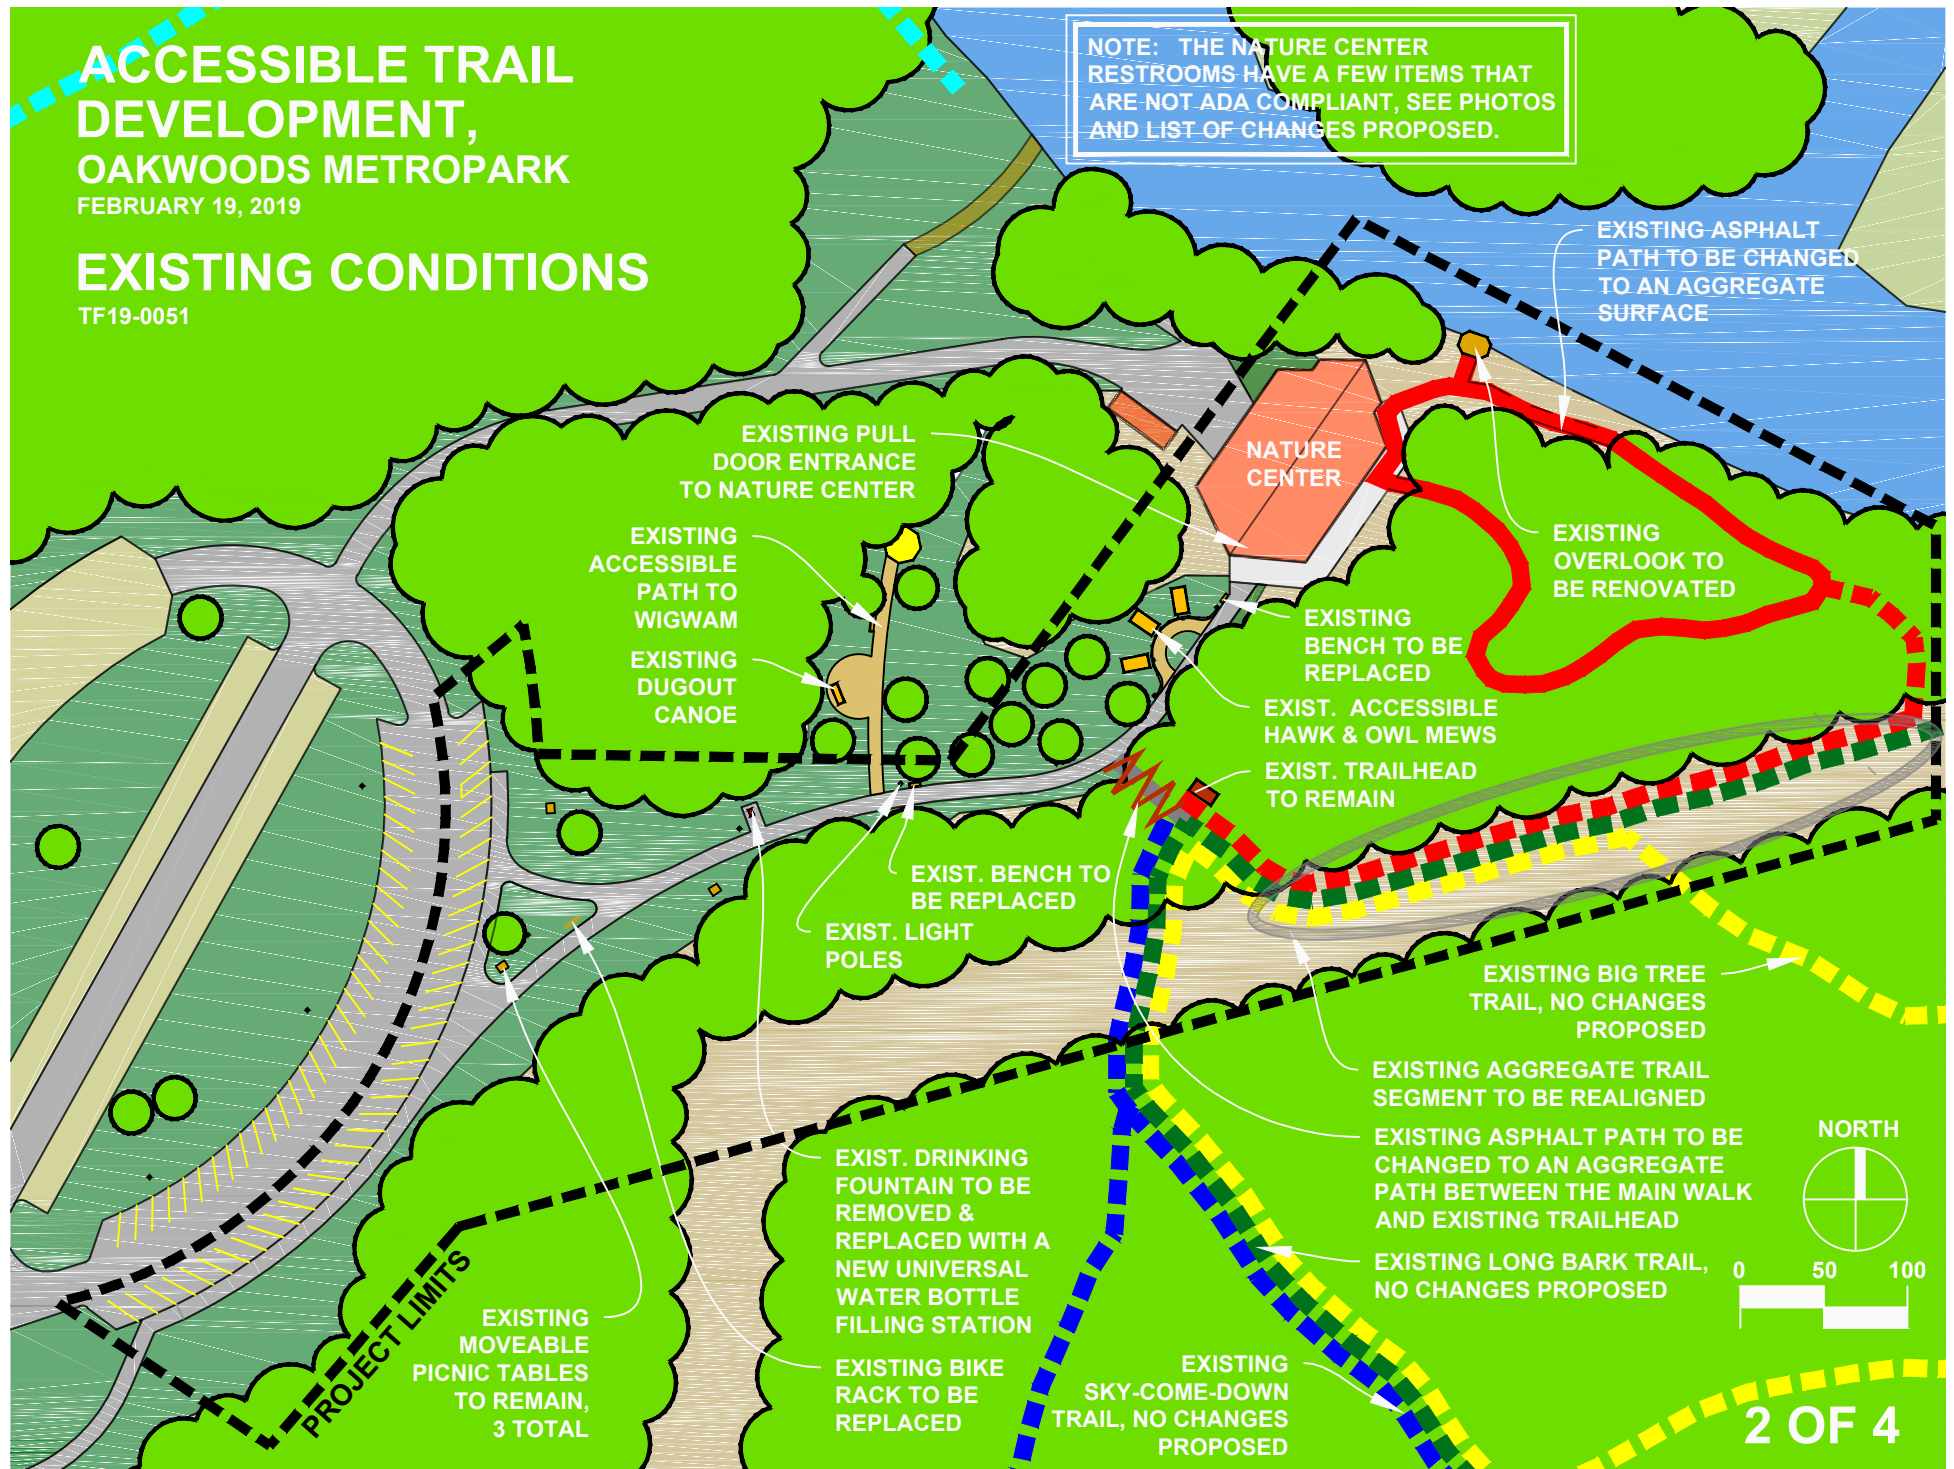 ACCESSIBLE TRAIL
DEVELOPMENT,
OAKWOODS METROPARK
FEBRUARY 19, 2019
EXISTING CONDITIONS
TF19-0051
NOTE: THE NATURE CENTER
RESTROOMS HAVE A FEW ITEMS THAT
ARE NOT ADA COMPLIANT, SEE PHOTOS
AND LIST OF CHANGES PROPOSED.
EXISTING ASPHALT
PATH TO BE CHANGED
TO AN AGGREGATE
SURFACE
EXISTING PULL
DOOR ENTRANCE
TO NATURE CENTER
NATURE
CENTER
EXISTING
ACCESSIBLE
PATH TO
WIGWAM
EXISTING
OVERLOOK TO
BE RENOVATED
EXISTING
BENCH TO BE
REPLACED
EXISTING
DUGOUT
CANOE
EXIST. ACCESSIBLE
HAWK & OWL MEWS
EXIST. TRAILHEAD
TO REMAIN
EXIST. BENCH TO
BE REPLACED
EXIST. LIGHT
POLES
EXISTING BIG TREE
TRAIL, NO CHANGES
PROPOSED
EXISTING AGGREGATE TRAIL
SEGMENT TO BE REALIGNED
EXISTING ASPHALT PATH TO BE
CHANGED TO AN AGGREGATE
PATH BETWEEN THE MAIN WALK
AND EXISTING TRAILHEAD
NORTH
EXIST. DRINKING
FOUNTAIN TO BE
REMOVED &
REPLACED WITH A
NEW UNIVERSAL
WATER BOTTLE
FILLING STATION
EXISTING LONG BARK TRAIL,
NO CHANGES PROPOSED
0 50 100
PROJECT LIMITS
EXISTING
MOVEABLE
PICNIC TABLES
TO REMAIN,
3 TOTAL
EXISTING BIKE
RACK TO BE
REPLACED
EXISTING
SKY-COME-DOWN
TRAIL, NO CHANGES
PROPOSED
2 OF 4